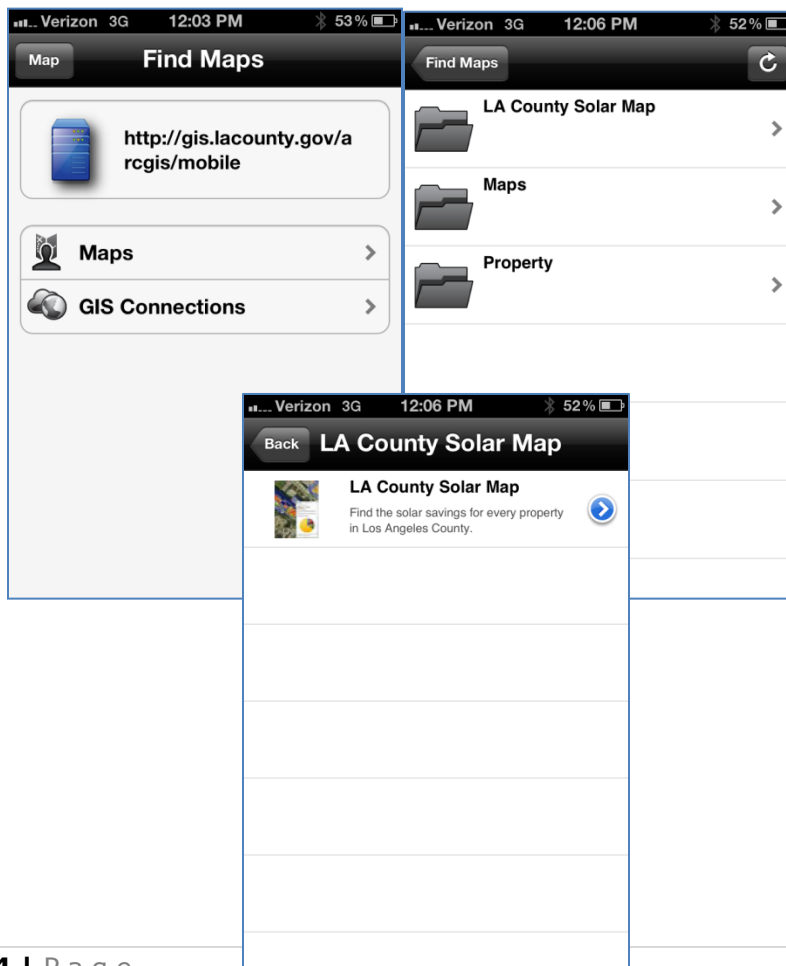 Verizon 3G 12:03 PM 53%
Map Find Maps
http://gis.lacounty.gov/a
rcgis/mobile
Maps
GIS Connections
Verizon 3G 12:06 PM 52%
Find Maps
LA County Solar Map
Maps
Property
Verizon 3G 12:06 PM 52%
Back LA County Solar Map
LA County Solar Map
Find the solar savings for every property
in Los Angeles County.
4 | Page